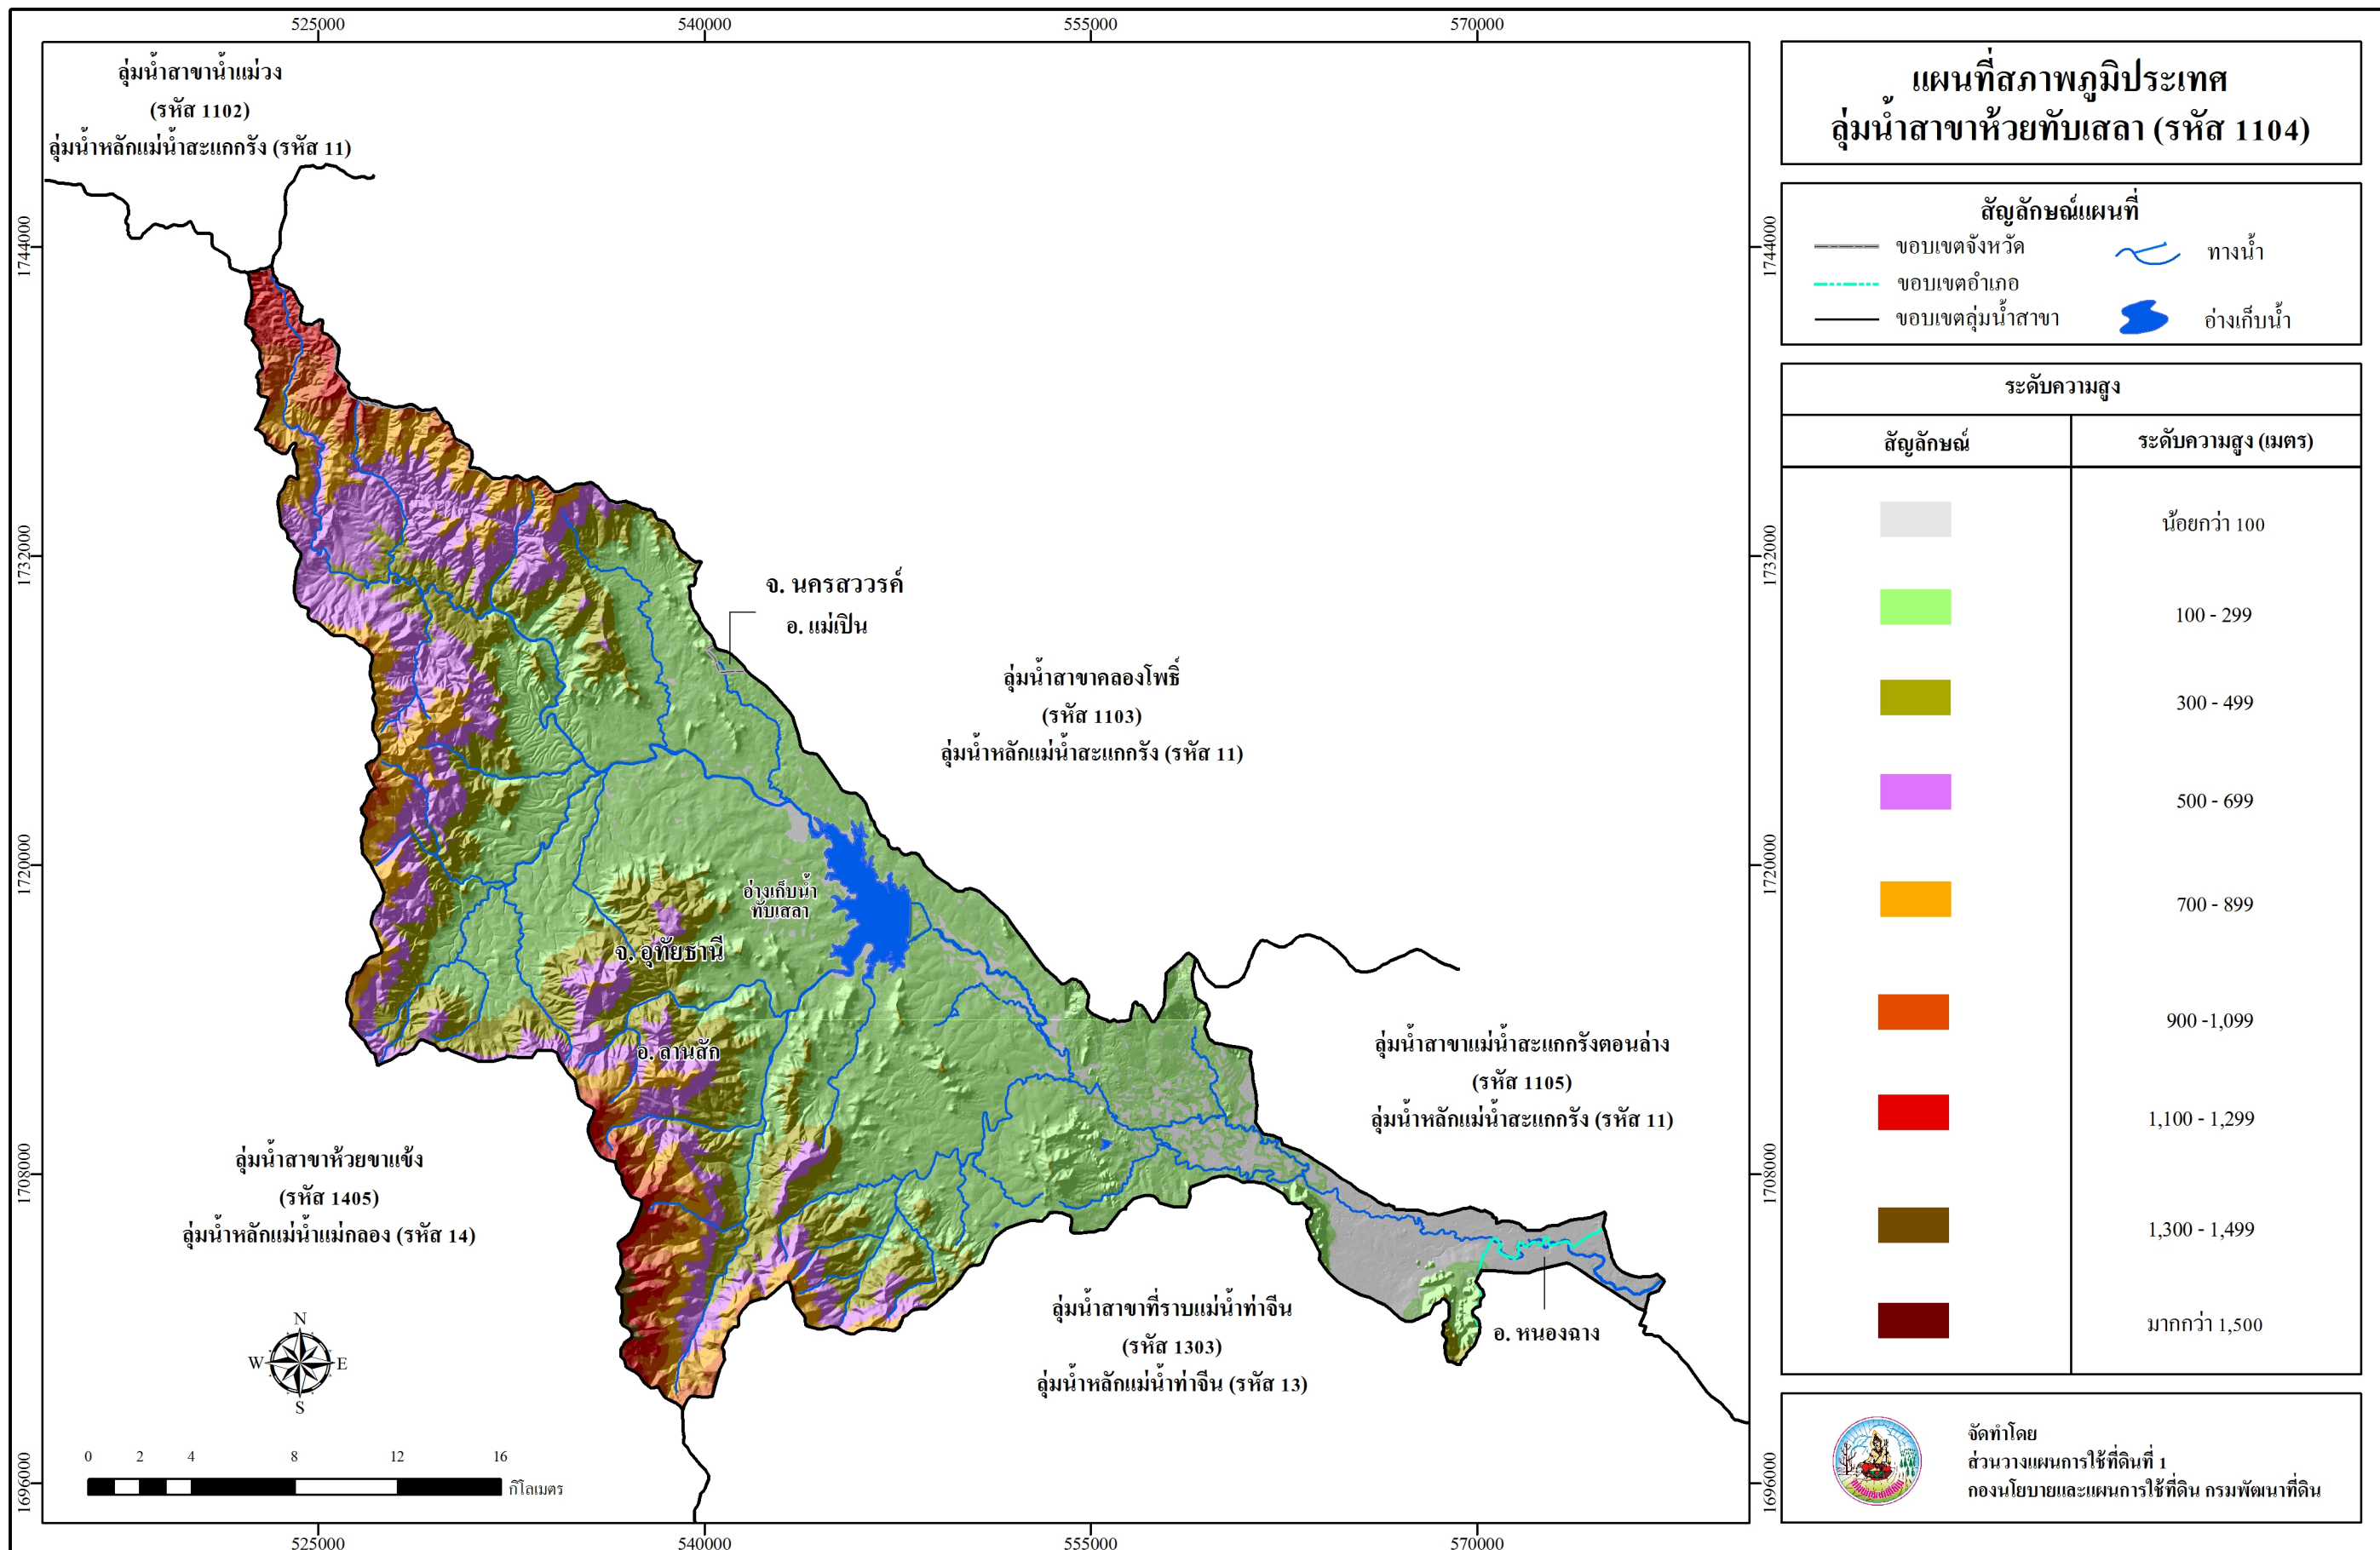 แผนที่สภาพภูมิประเทศ
ลุ่มน้ำสาขาห้วยทับเสลา (รหัส 1104)
สัญลักษณ์แผนที่
ขอบเขตจังหวัด
ทางน้ำ
ขอบเขตอำเภอ
ขอบเขตลุ่มน้ำสาขา
อ่างเก็บน้ำ
ระดับความสูง
สัญลักษณ์
ระดับความสูง (เมตร)
น้อยกว่า 100
100 - 299
300 - 499
500 - 699
700 - 899
900 -1,099
1,100 - 1,299
1,300 - 1,499
มากกว่า 1,500
จัดทำโดย
ส่วนวางแผนการใช้ที่ดินที่ 1
กองนโยบายและแผนการใช้ที่ดิน กรมพัฒนาที่ดิน
525000
540000
555000
570000
ลุ่มน้ำสาขาน้ำแม่วง
(รหัส 1102)
ลุ่มน้ำหลักแม่น้ำสะแกกรัง (รหัส 11)
1744000
1744000
1732000
1732000
จ. นครสววรค์
อ. แม่เปิน
ลุ่มน้ำสาขาคลองโพธิ์
(รหัส 1103)
ลุ่มน้ำหลักแม่น้ำสะแกกรัง (รหัส 11)
1720000
1720000
อ่างเก็บน้ำ
ทับเสลา
จ. อุทัยธานี
อ. ลานสัก
ลุ่มน้ำสาขาแม่น้ำสะแกกรังตอนล่าง
(รหัส 1105)
ลุ่มน้ำหลักแม่น้ำสะแกกรัง (รหัส 11)
1708000
1708000
ลุ่มน้ำสาขาห้วยขาแข้ง
(รหัส 1405)
ลุ่มน้ำหลักแม่น้ำแม่กลอง (รหัส 14)
ลุ่มน้ำสาขาที่ราบแม่น้ำท่าจีน
(รหัส 1303)
ลุ่มน้ำหลักแม่น้ำท่าจีน (รหัส 13)
อ. หนองฉาง
N
W
E
S
0 2 4 8 12 16
กิโลเมตร
1696000
1696000
525000
540000
555000
570000